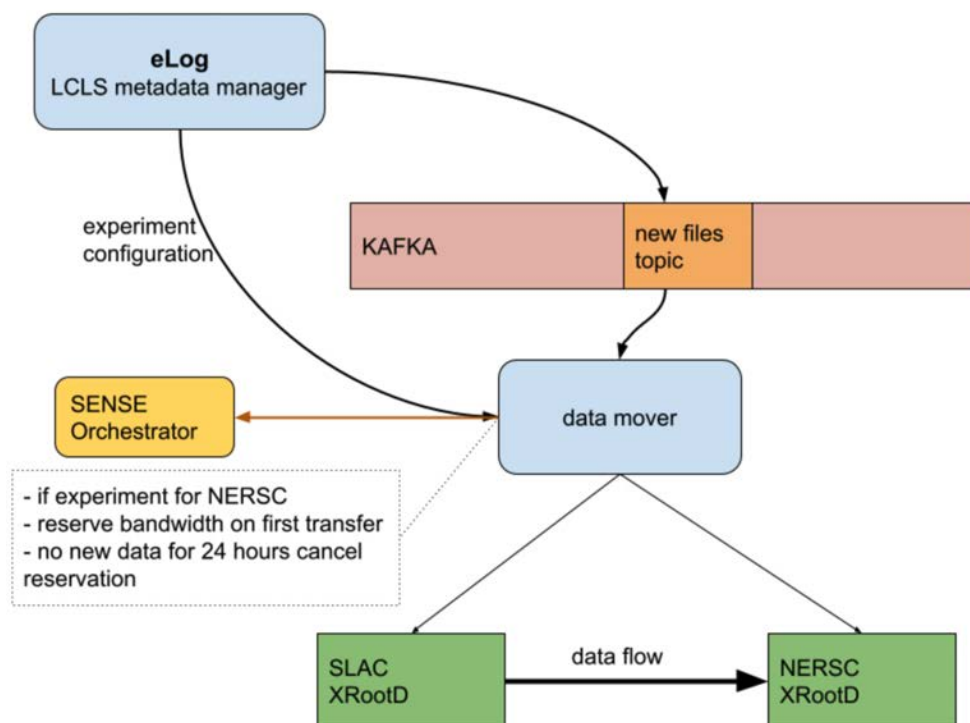 eLog
LCLS metadata manager
experiment
configuration
KAFKA
new files
topic
SENSE
Orchestrator
data mover
- if experiment for NERSC
- reserve bandwidth on first transfer
- no new data for 24 hours cancel
reservation
SLAC
XRootD
data flow
NERSC
XRootD